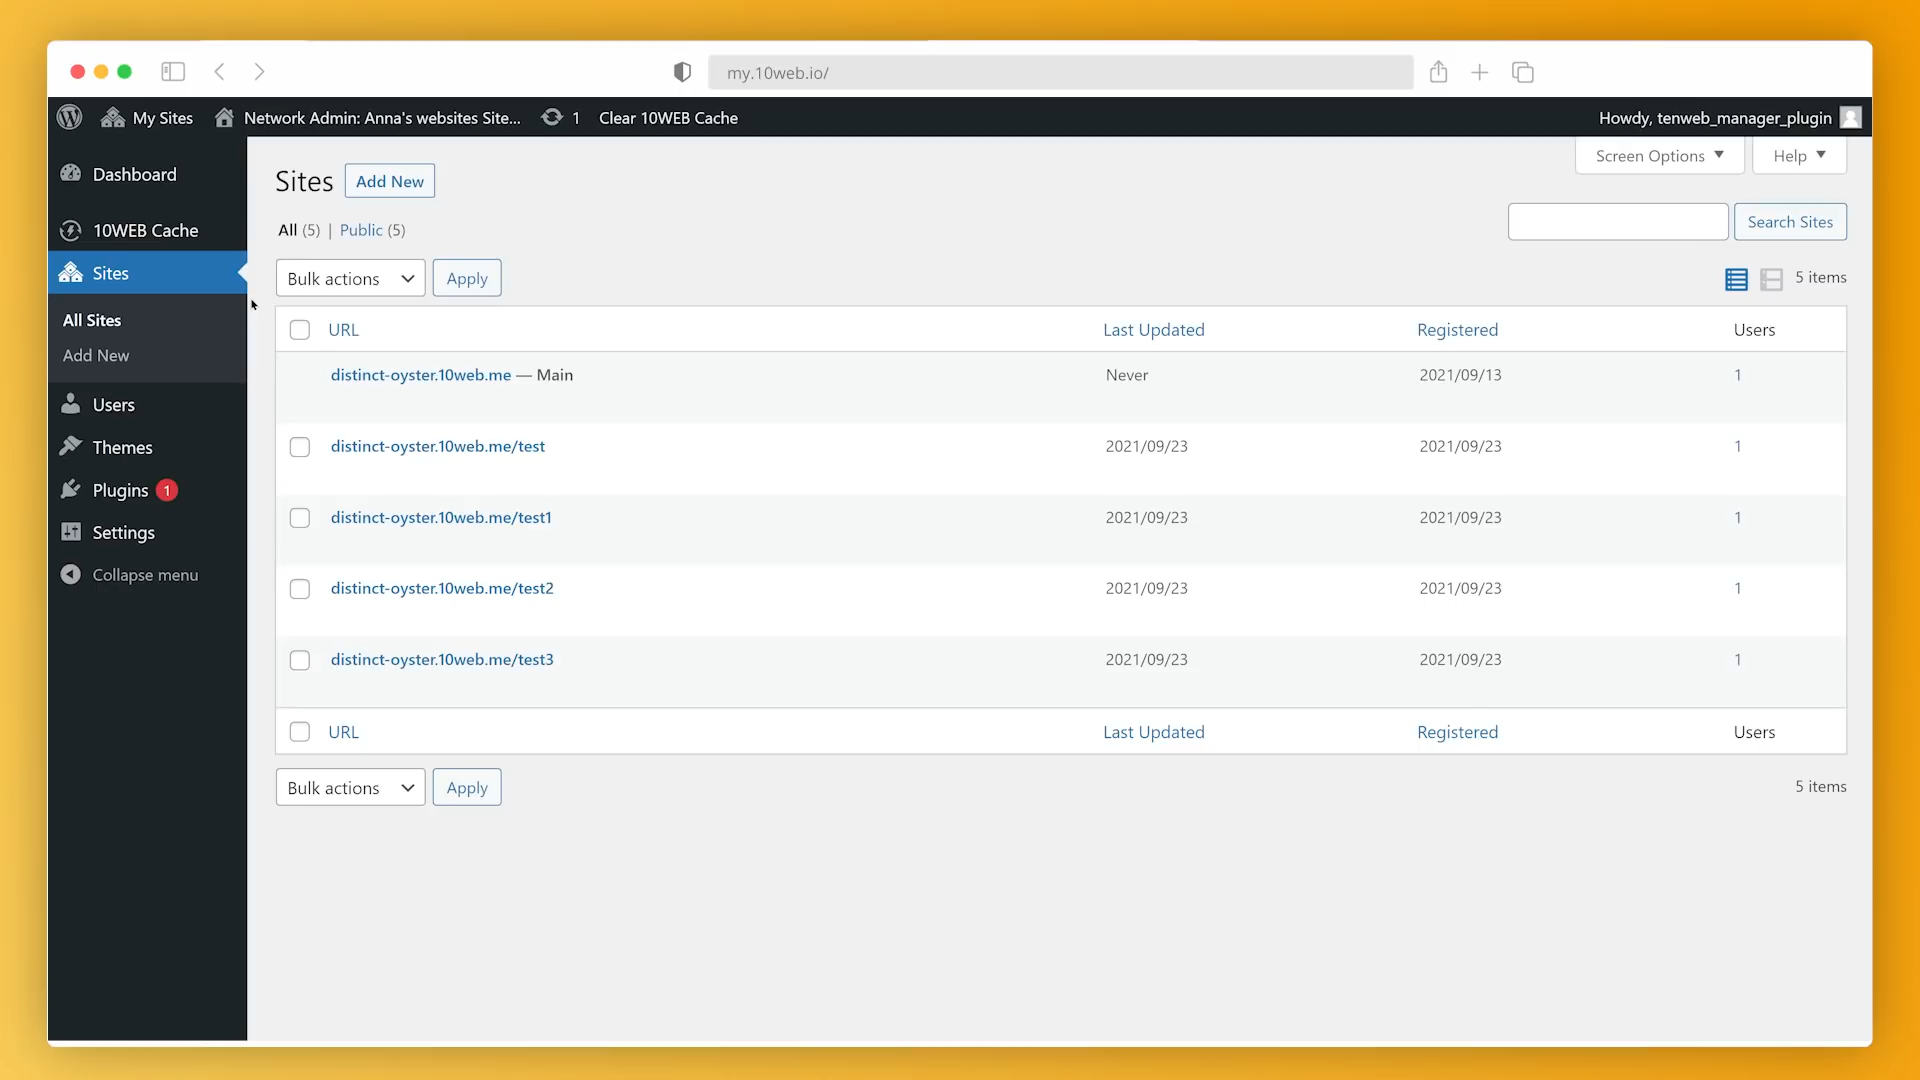 my.10web.io/
My Sites Network Admin: Anna's websites Site... 1 Clear 10WEB Cache Howdy, tenweb_manager_plugin
Dashboard
10WEB Cache
Sites
All Sites
Add New
Users
Themes
Plugins 1
Settings
Collapse menu
Screen Options Help
Sites Add New
All (5) | Public (5)
Search Sites
Bulk actions Apply 5 items
URL Last Updated Registered Users
distinct-oyster.10web.me — Main Never 2021/09/13 1
distinct-oyster.10web.me/test 2021/09/23 2021/09/23 1
distinct-oyster.10web.me/test1 2021/09/23 2021/09/23 1
distinct-oyster.10web.me/test2 2021/09/23 2021/09/23 1
distinct-oyster.10web.me/test3 2021/09/23 2021/09/23 1
URL Last Updated Registered Users
Bulk actions Apply 5 items